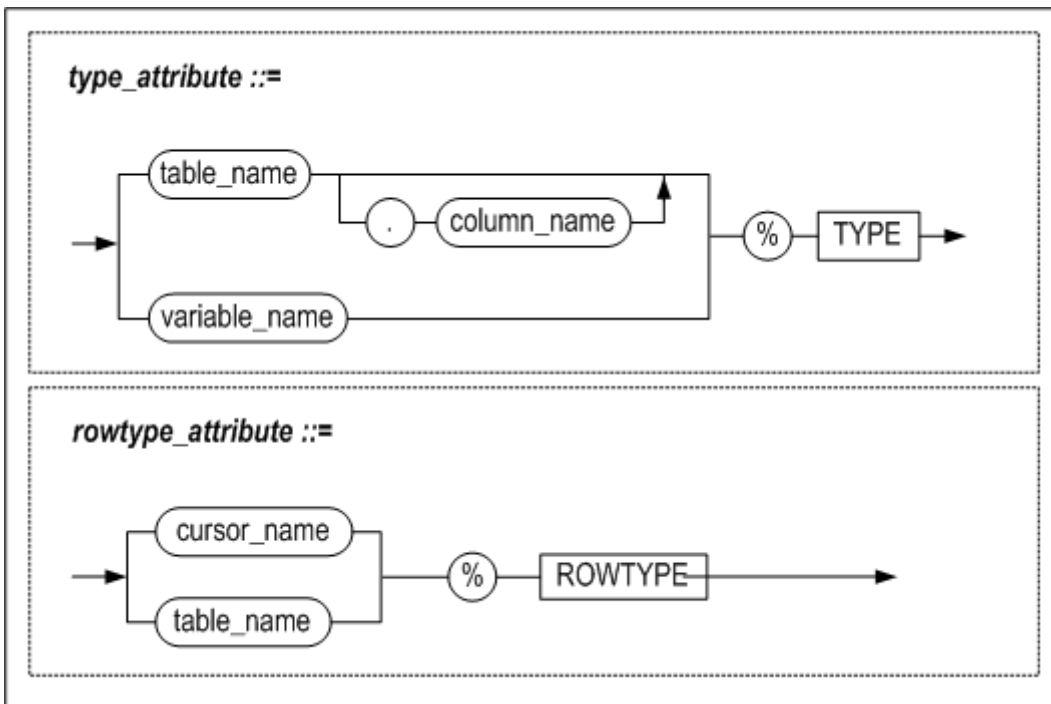 type_attribute ::=
table_name
. column_name
% TYPE
variable_name
rowtype_attribute ::=
cursor_name
% ROWTYPE
table_name